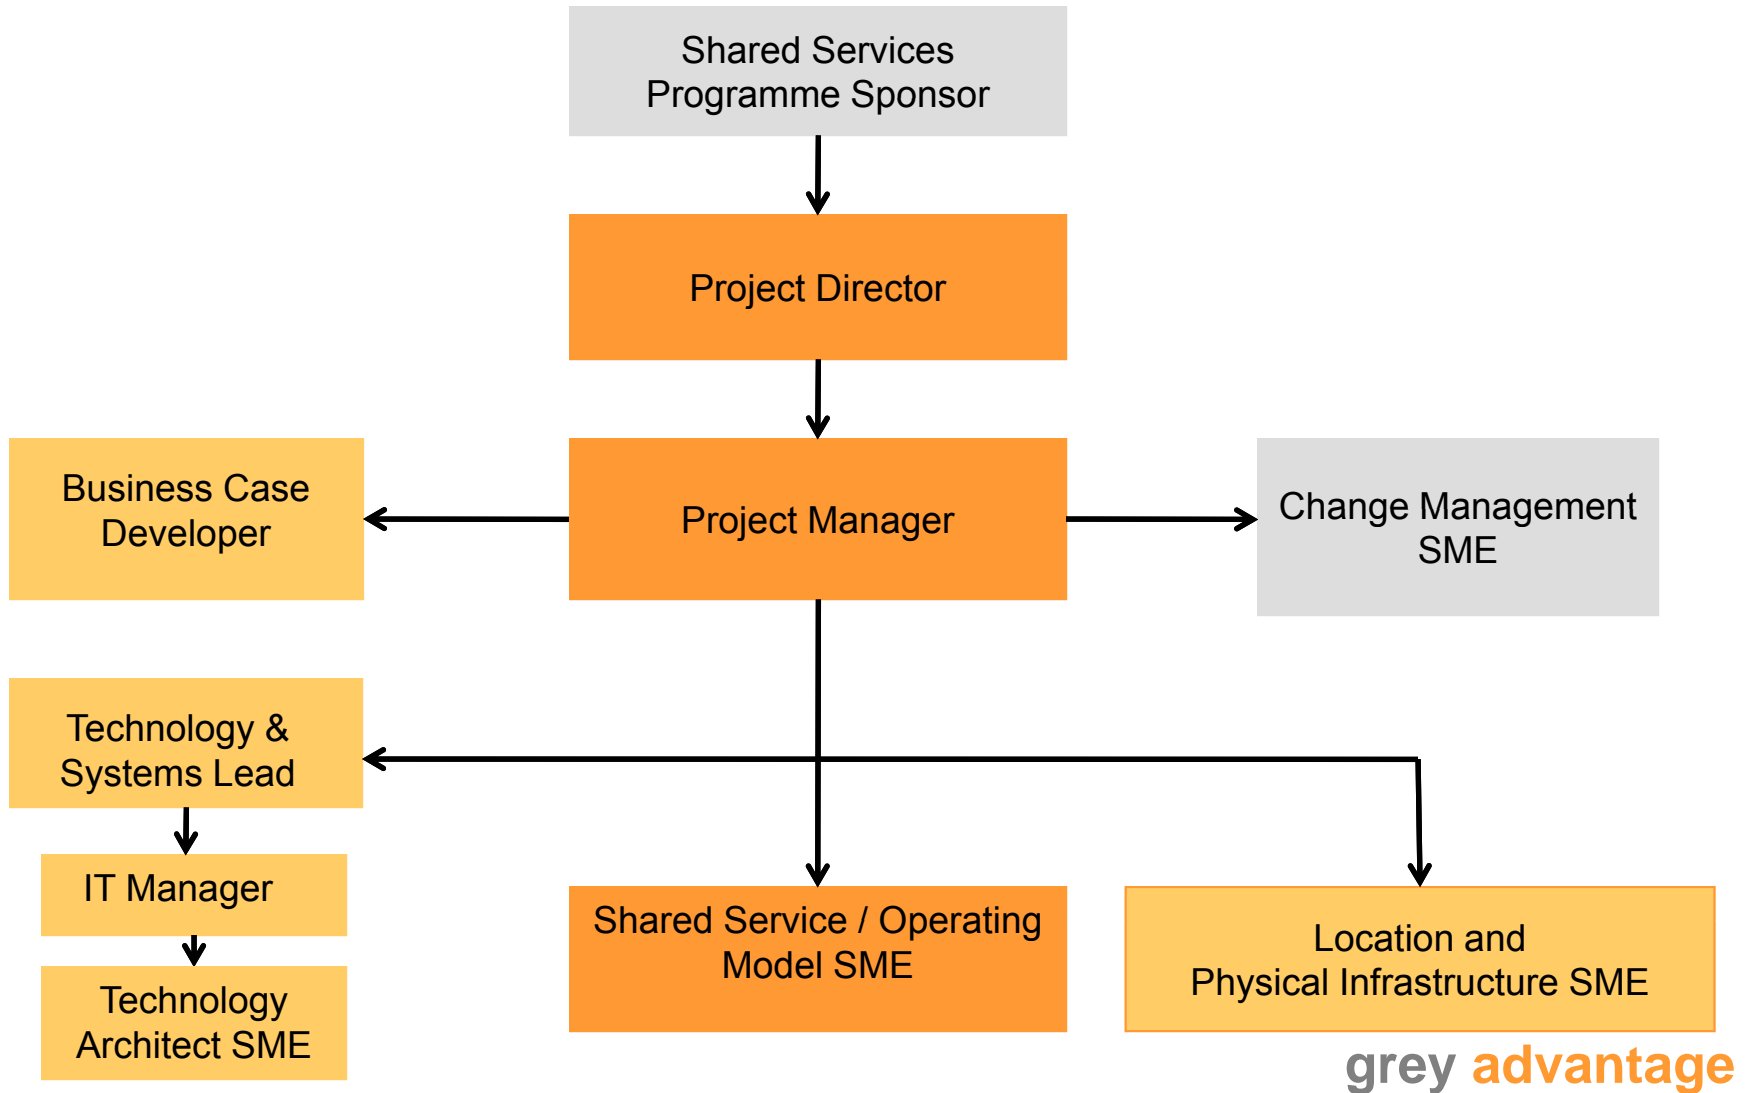 Shared Services
Programme Sponsor
Project Director
Business Case
Developer
Project Manager
Change Management
SME
Technology &
Systems Lead
IT Manager
Technology
Architect SME
Shared Service / Operating
Model SME
Location and
Physical Infrastructure SME
grey advantage